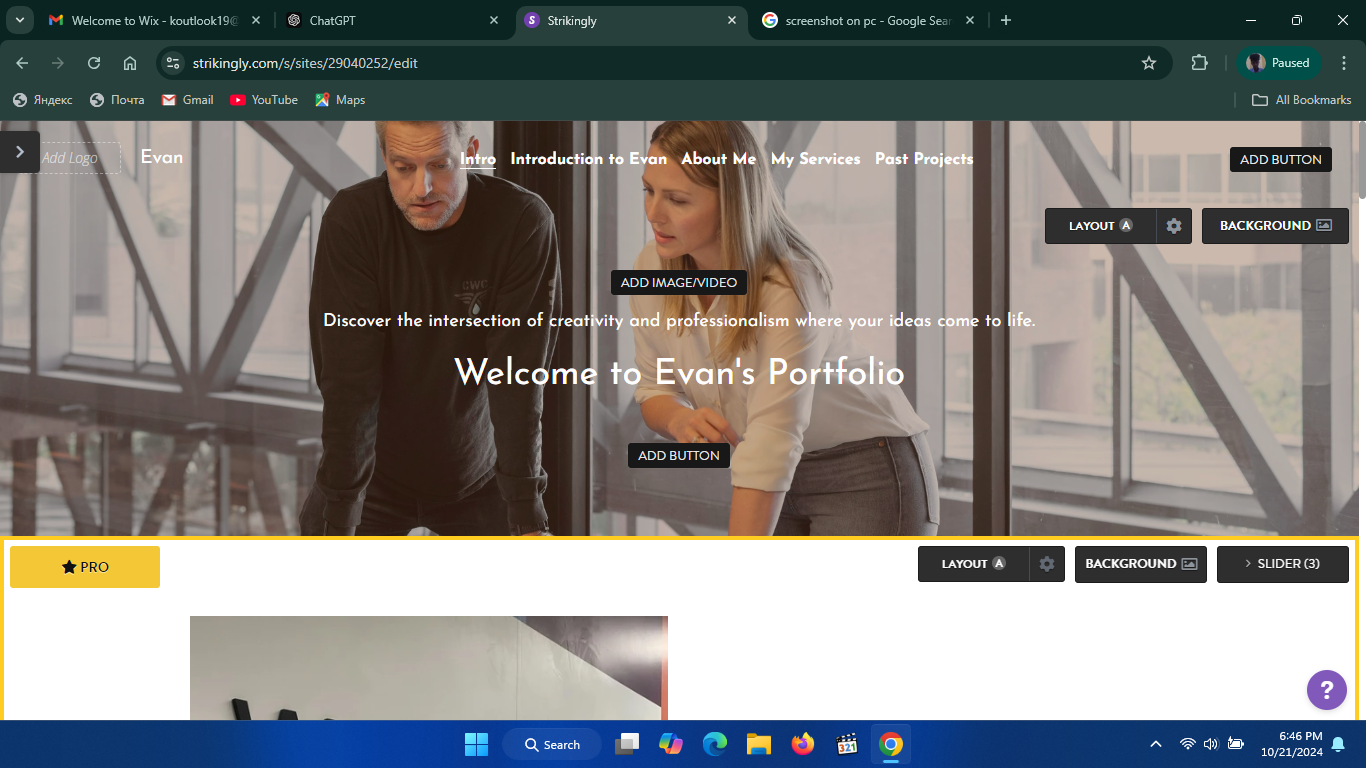 Welcome to Wix - koutlook19@
ChatGPT
S Strikingly
screenshot on pc - Google Sear
strikingly.com/s/sites/29040252/edit
Paused
Яндекс
Почта
Gmail
YouTube
Maps
All Bookmarks
Add Logo
Evan
Intro Introduction to Evan About Me My Services Past Projects
ADD BUTTON
LAYOUT A
BACKGROUND
CWC
ADD IMAGE/VIDEO
Discover the intersection of creativity and professionalism where your ideas come to life.
Welcome to Evan's Portfolio
ADD BUTTON
PRO
LAYOUT A
BACKGROUND
SLIDER (3)
?
Search
321
6:46 PM
10/21/2024